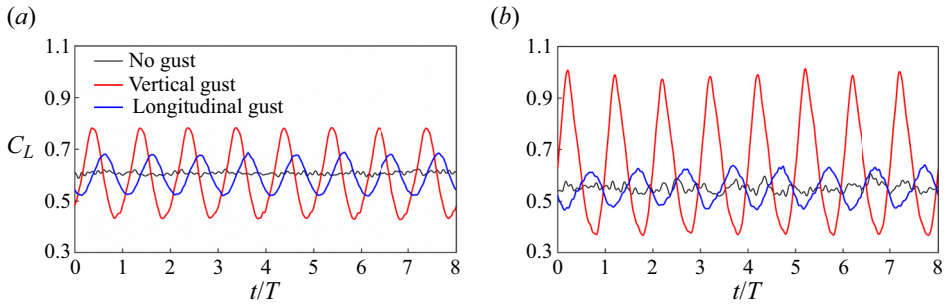 (a)
(b)
1.1
0.9
0.7
0.5
0.3
C_L
No gust
Vertical gust
Longitudinal gust
0 1 2 3 4 5 6 7 8
t/T
1.1
0.9
0.7
0.5
0.3
0 1 2 3 4 5 6 7 8
t/T